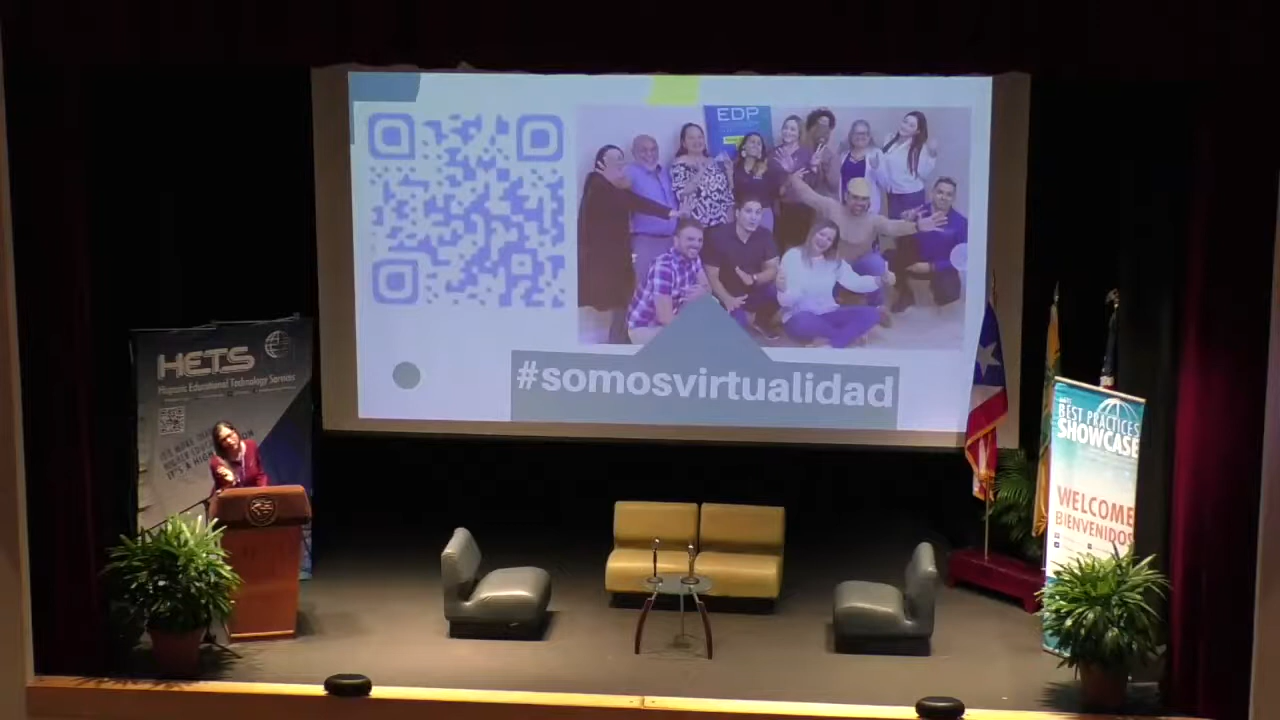 EDP
#somosvirtualidad
HETS
Hispanic Educational Technology Services
BEST PRACTICES
SHOWCASE
WELCOME
BIENVENIDOS